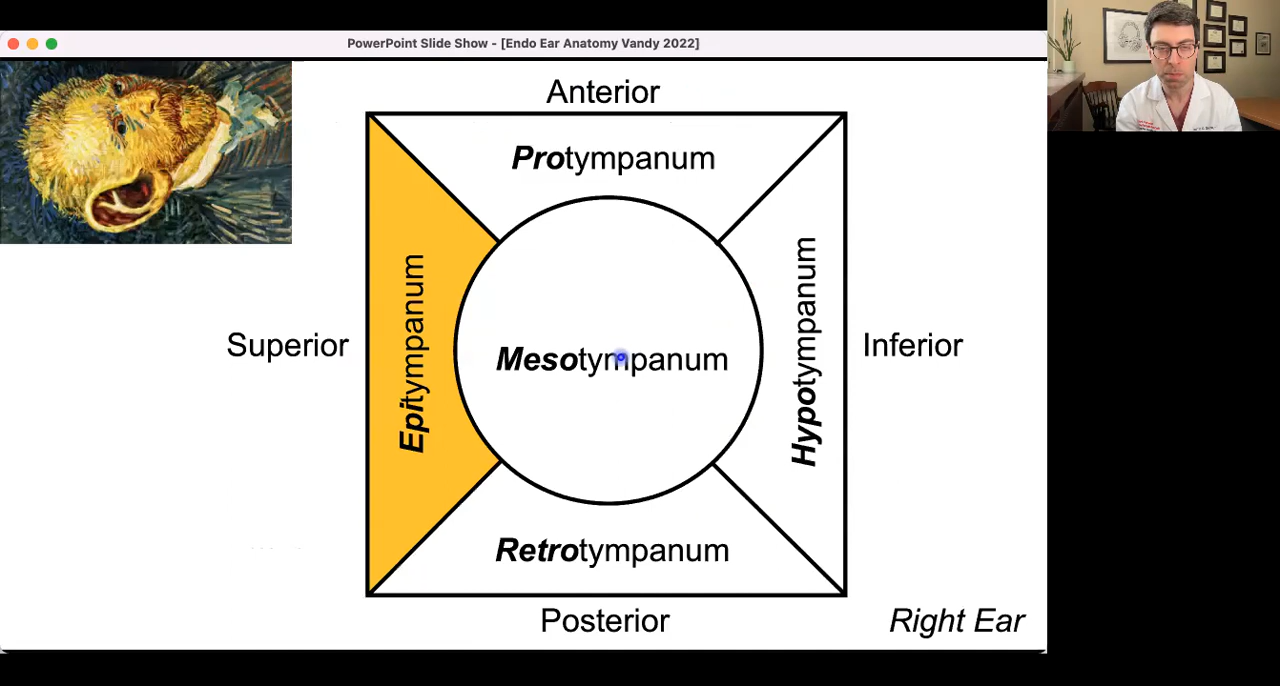 PowerPoint Slide Show - [Endo Ear Anatomy Vandy 2022]
Anterior
Protympanum
Superior
Epitympanum
Mesotympanum
Hypotympanum
Inferior
Retrotympanum
Posterior
Right Ear